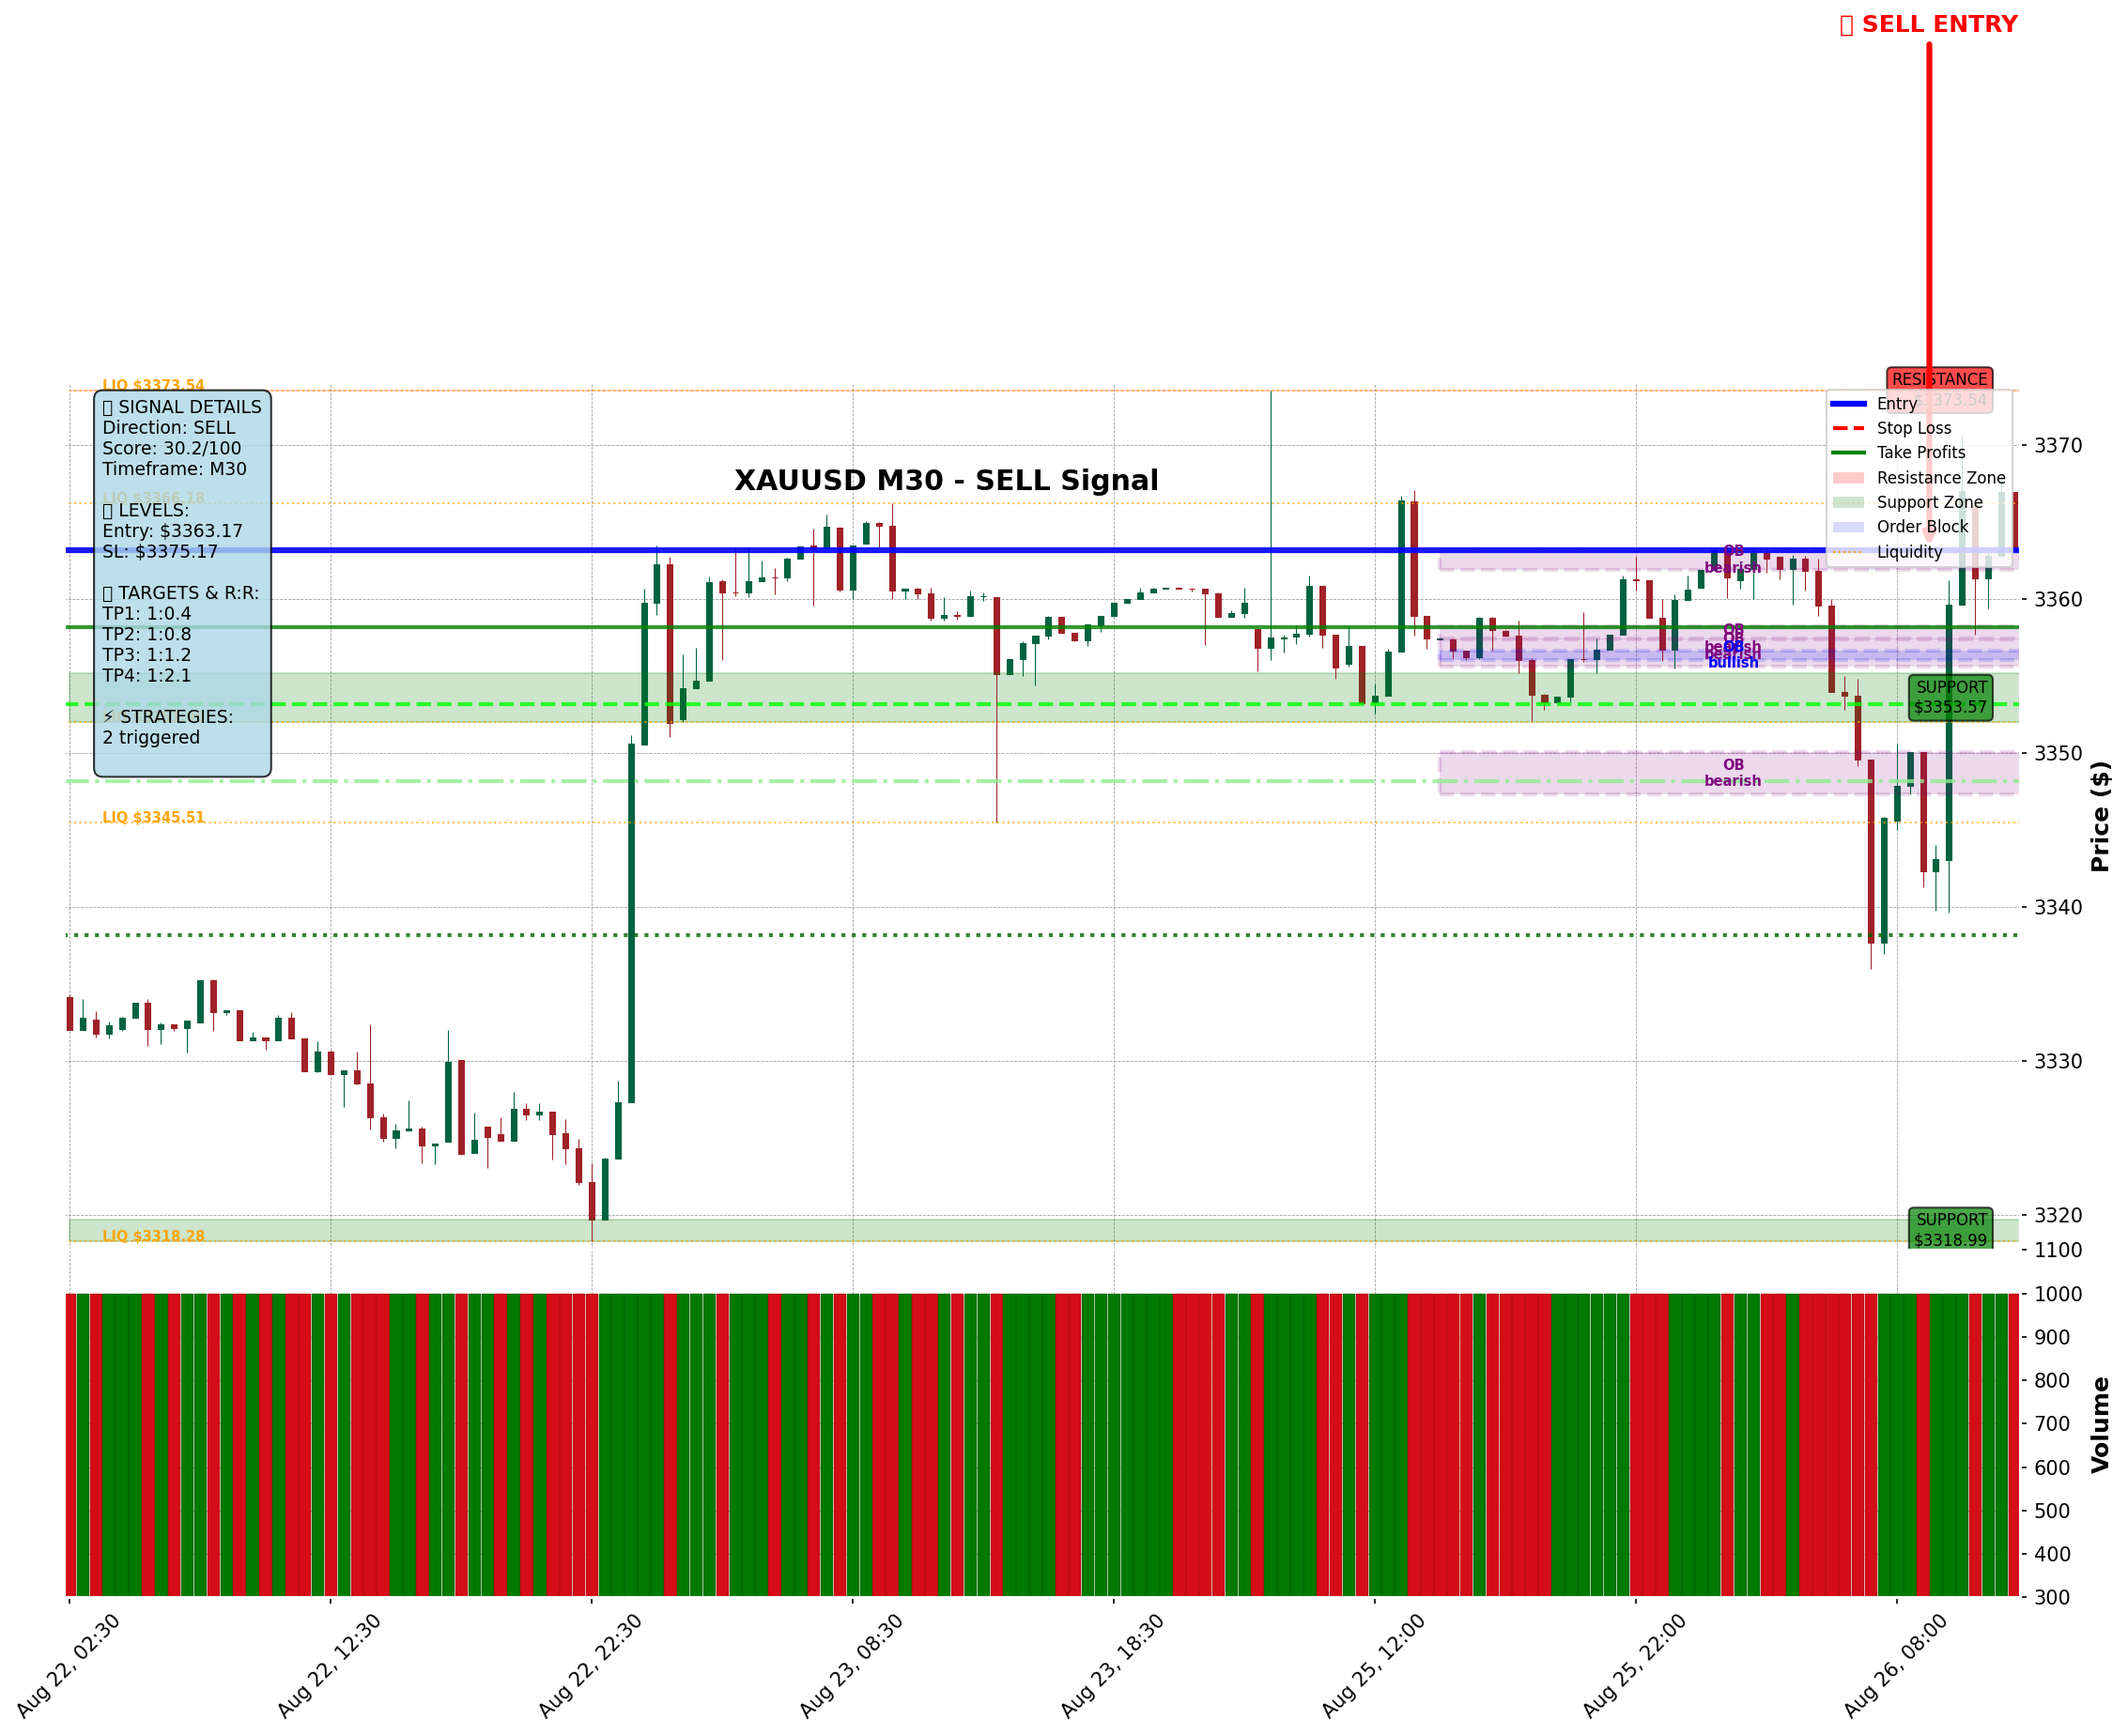 SELL ENTRY
XAUUSD M30 - SELL Signal
LIQ $3373.54
SIGNAL DETAILS
Direction: SELL
Score: 30.2/100
Timeframe: M30
LIQ $3366.18
LEVELS:
Entry: $3363.17
SL: $3375.17
TARGETS & R:R:
TP1: 1:0.4
TP2: 1:0.8
TP3: 1:1.2
TP4: 1:2.1
⚡ STRATEGIES:
2 triggered
LIQ $3345.51
LIQ $3318.28
RESISTANCE
$3373.54
Entry
Stop Loss
Take Profits
Resistance Zone
Support Zone
Order Block
Liquidity
OB
bearish
OB
OB
bearish
OB
bearish
bullish
SUPPORT
$3353.57
OB
bearish
SUPPORT
$3318.99
3370
3360
3350
3340
3330
3320
Price ($)
1100
1000
900
800
700
600
500
400
300
Volume
Aug 22, 02:30
Aug 22, 12:30
Aug 22, 22:30
Aug 23, 08:30
Aug 23, 18:30
Aug 25, 12:00
Aug 25, 22:00
Aug 26, 08:00